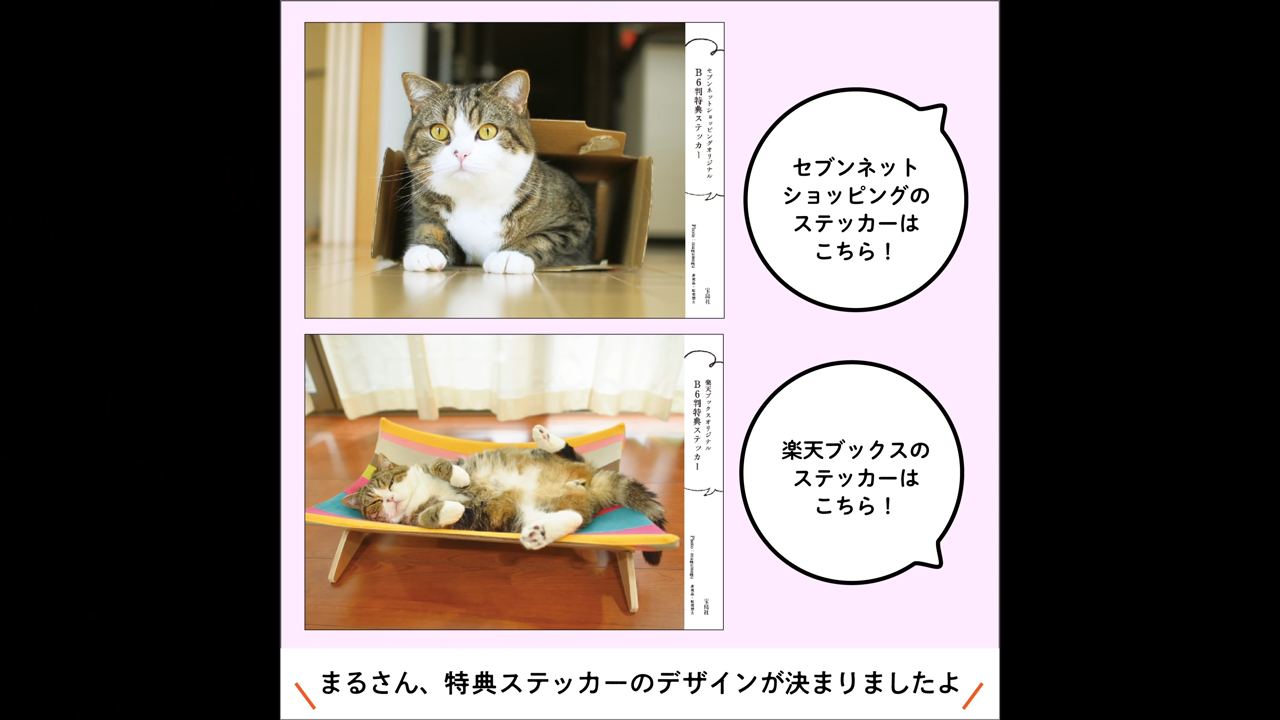 セブンネットショッピングオリジナル
B6判特典ステッカー
宝島社
セブンネット
ショッピングの
ステッカーは
こちら！
楽天ブックスオリジナル
B6判特典ステッカー
宝島社
楽天ブックスの
ステッカーは
こちら！
まるさん、特典ステッカーのデザインが決まりましたよ